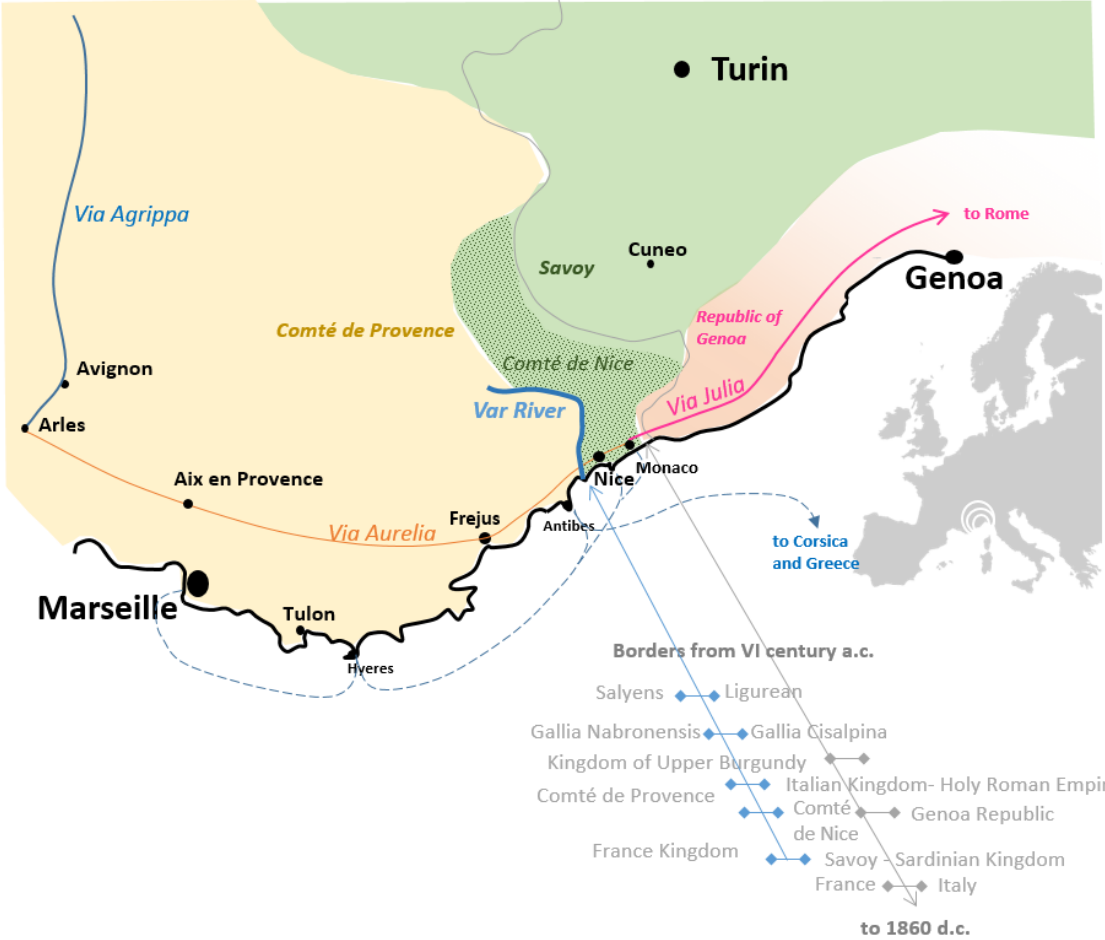 Turin
Via Agrippa
to Rome
Cuneo
Savoy
Genoa
Republic of
Genoa
Comté de Provence
Comté de Nice
Avignon
Via Julia
Var River
Arles
Monaco
Aix en Provence
Nice
Frejus
Antibes
Via Aurelia
to Corsica
and Greece
Marseille
Tulon
Hyeres
Borders from VI century a.c.
Salyens
Ligurean
Gallia Nabronensis
Gallia Cisalpina
Kingdom of Upper Burgundy
Italian Kingdom- Holy Roman Empir
Comté de Provence
Comté
de Nice
Genoa Republic
France Kingdom
Savoy - Sardinian Kingdom
France
Italy
to 1860 d.c.